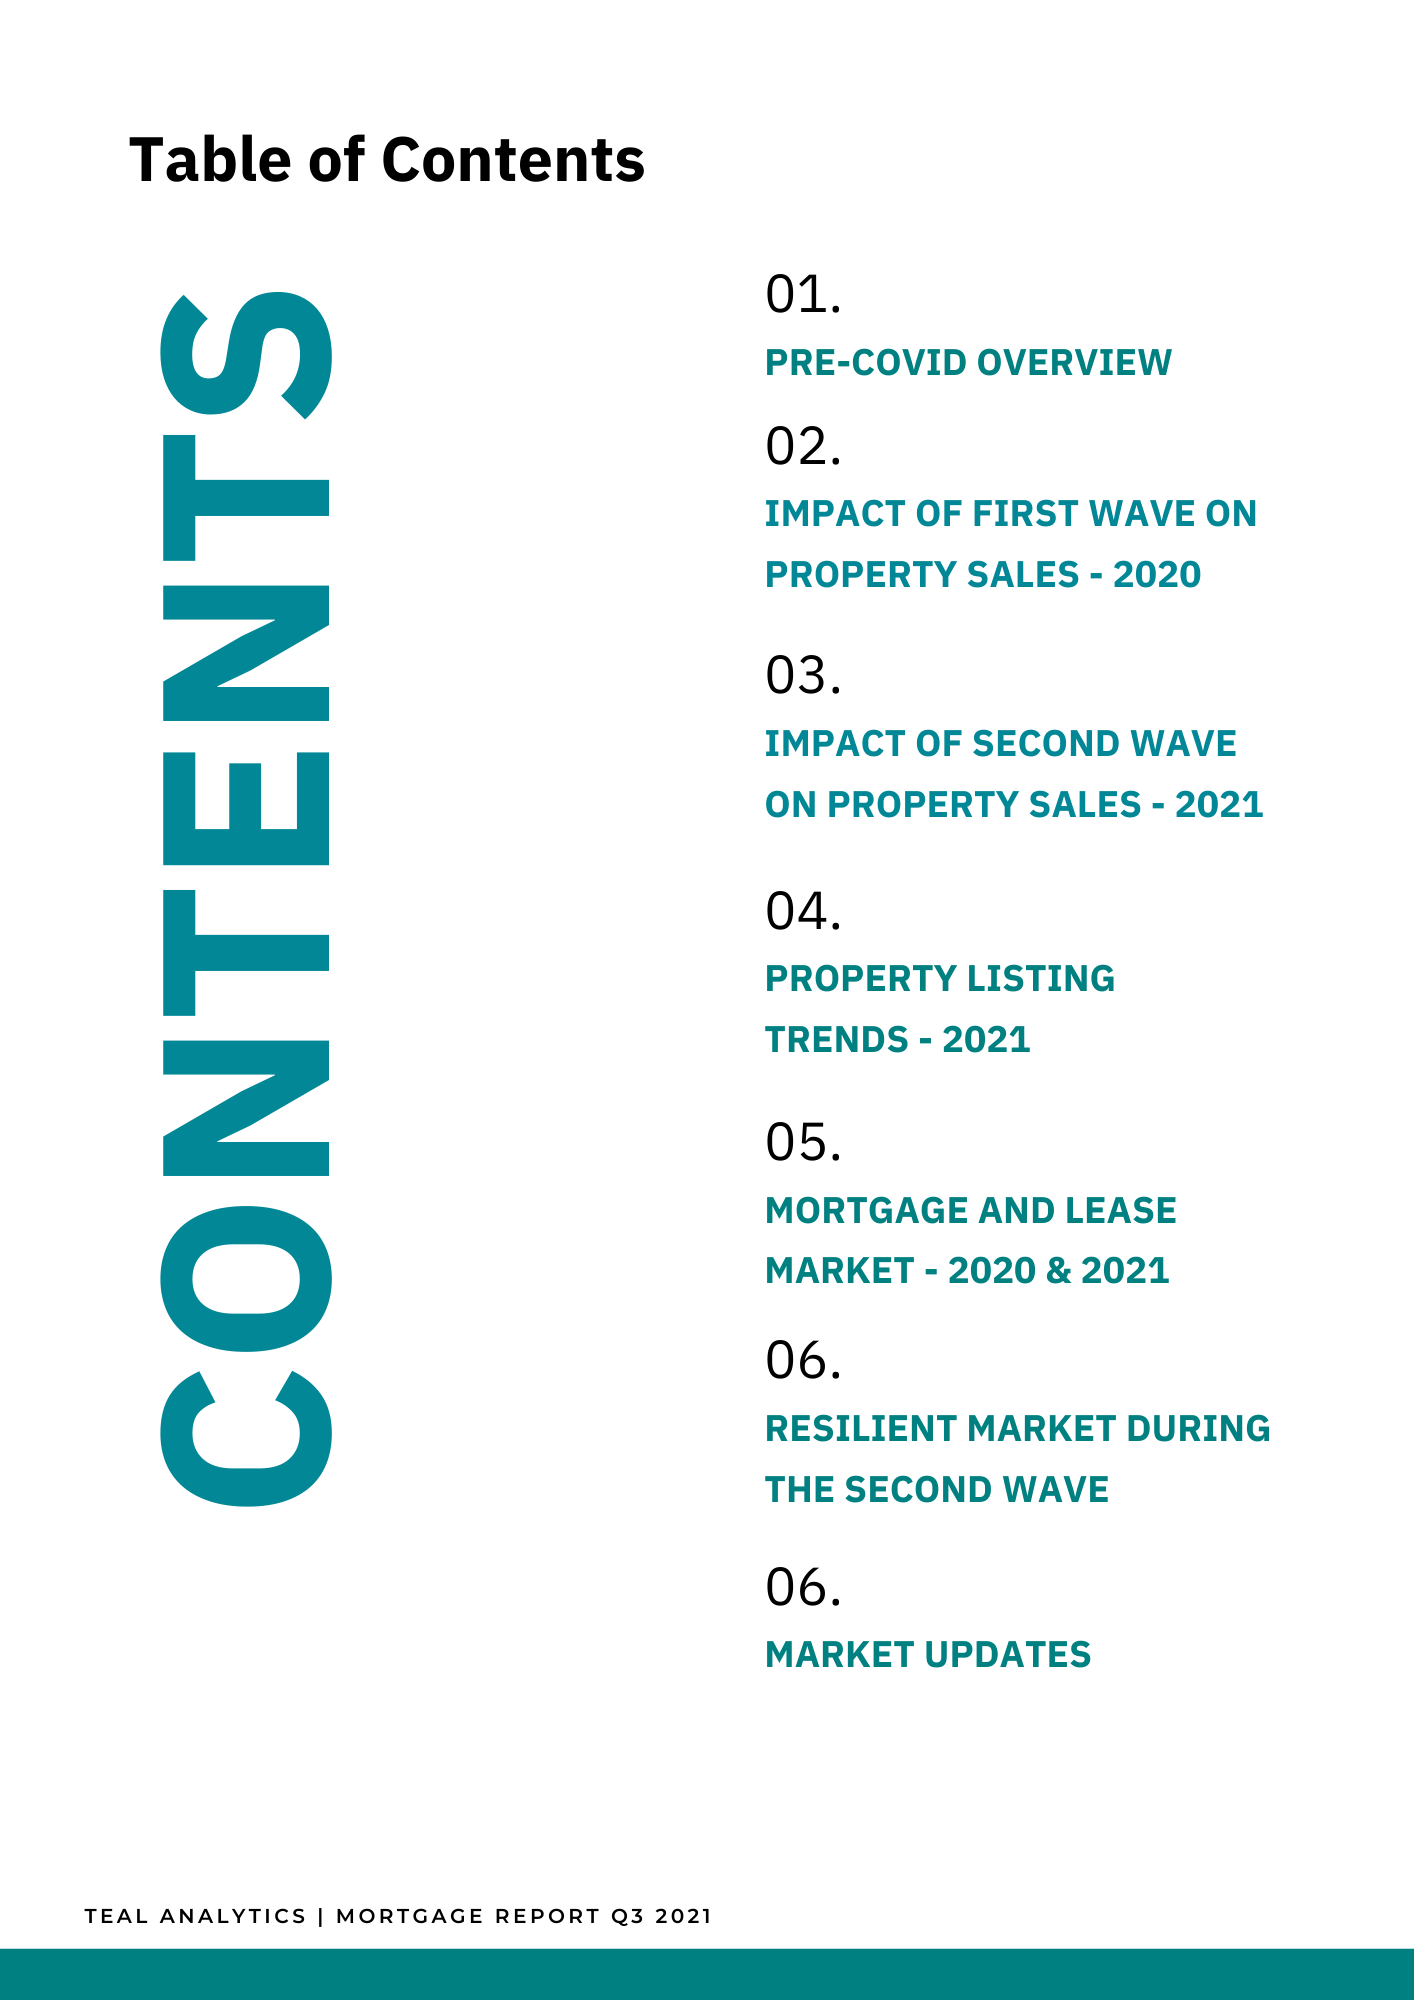 Table of Contents
CONTENTS
01.
PRE-COVID OVERVIEW
02.
IMPACT OF FIRST WAVE ON
PROPERTY SALES - 2020
03.
IMPACT OF SECOND WAVE
ON PROPERTY SALES - 2021
04.
PROPERTY LISTING
TRENDS - 2021
05.
MORTGAGE AND LEASE
MARKET - 2020 & 2021
06.
RESILIENT MARKET DURING
THE SECOND WAVE
06.
MARKET UPDATES
TEAL ANALYTICS | MORTGAGE REPORT Q3 2021